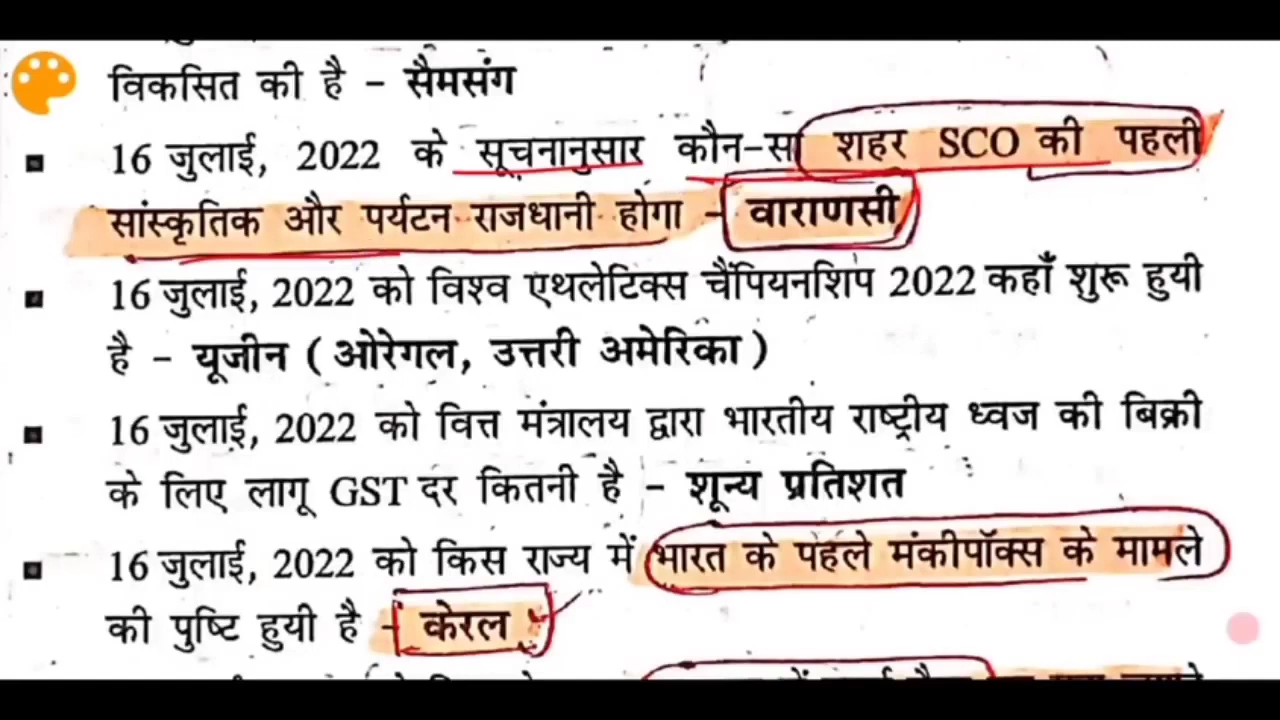 विकसित की है – सैमसंग
▪ 16 जुलाई, 2022 के सूचनानुसार कौन-सा शहर SCO की पहली
सांस्कृतिक और पर्यटन राजधानी होगा – वाराणसी
▪ 16 जुलाई, 2022 को विश्व एथलेटिक्स चैंपियनशिप 2022 कहाँ शुरू हुयी
है – यूजीन (ओरेगल, उत्तरी अमेरिका)
▪ 16 जुलाई, 2022 को वित्त मंत्रालय द्वारा भारतीय राष्ट्रीय ध्वज की बिक्री
के लिए लागू GST दर कितनी है – शून्य प्रतिशत
▪ 16 जुलाई, 2022 को किस राज्य में भारत के पहले मंकीपॉक्स के मामले
की पुष्टि हुयी है – केरल